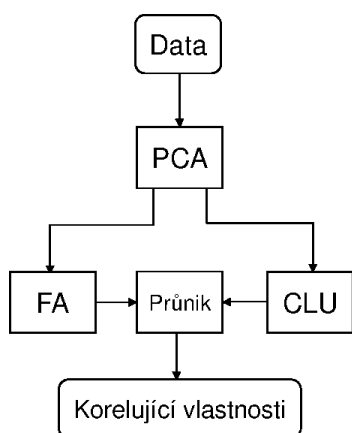 Data
PCA
FA
Průnik
CLU
Korelující vlastnosti